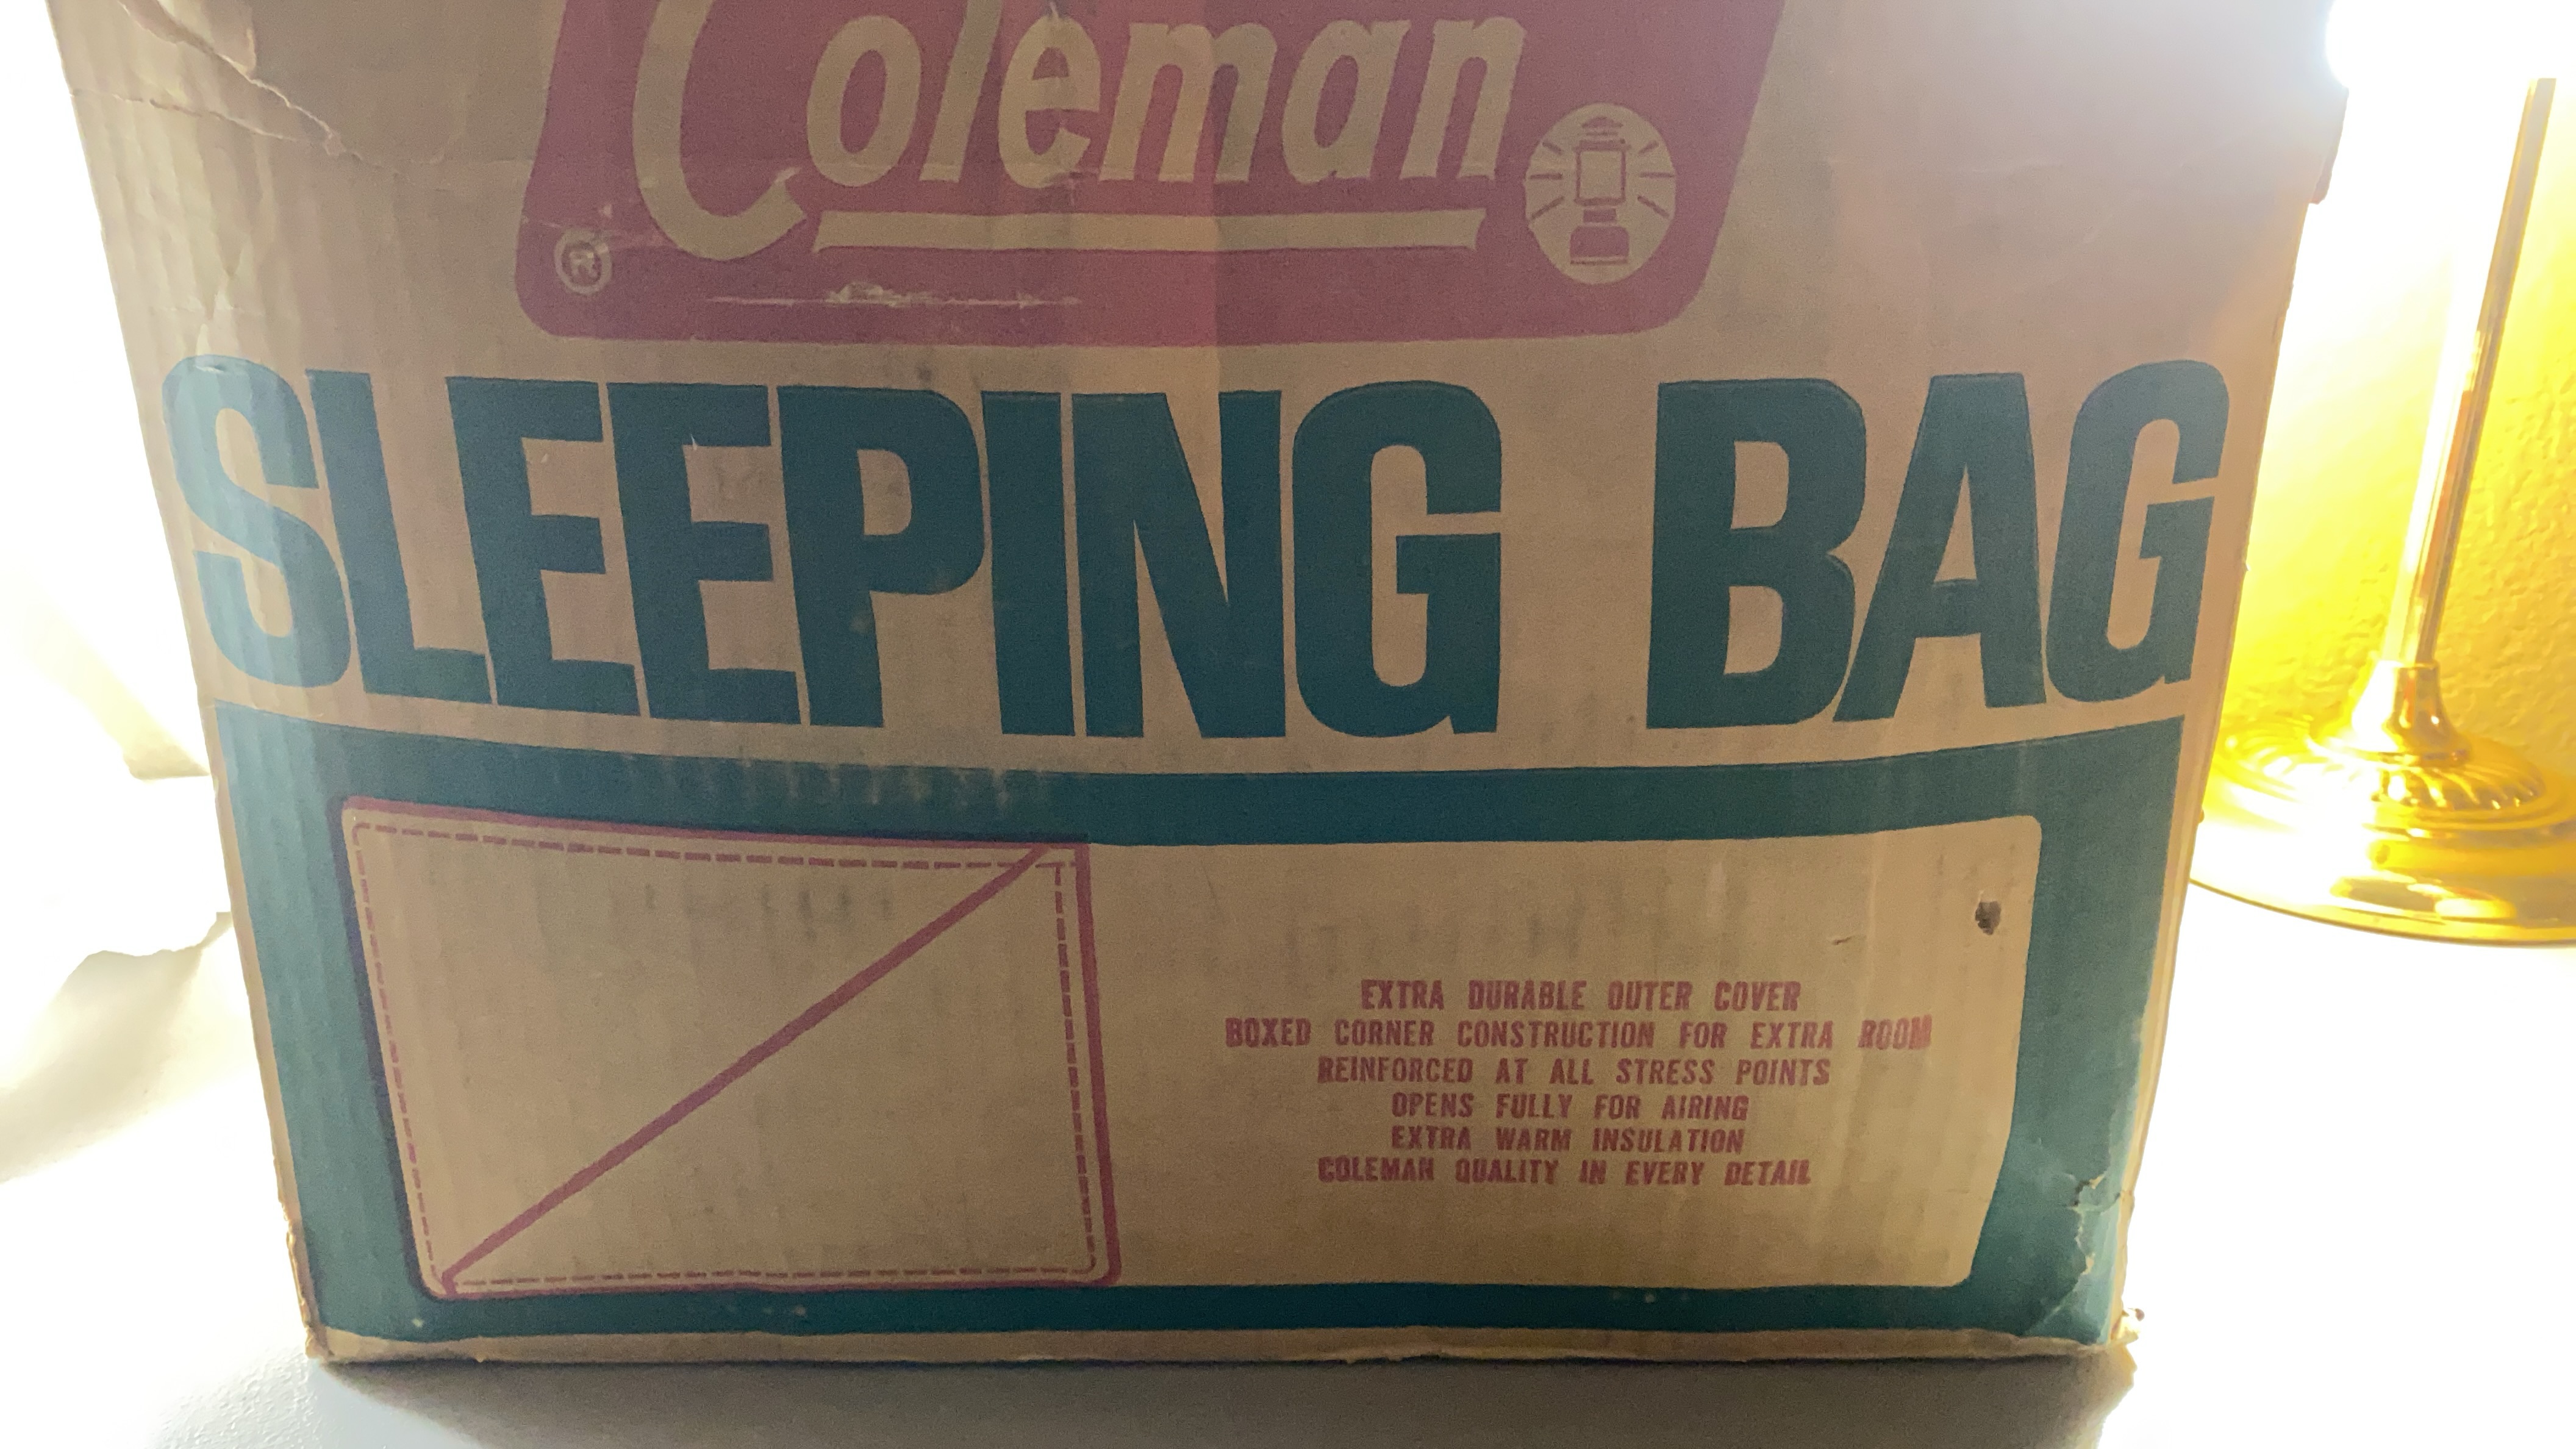 Coleman
®
SLEEPING BAG
EXTRA DURABLE OUTER COVER
BOXED CORNER CONSTRUCTION FOR EXTRA ROOM
REINFORCED AT ALL STRESS POINTS
OPENS FULLY FOR AIRING
EXTRA WARM INSULATION
COLEMAN QUALITY IN EVERY DETAIL